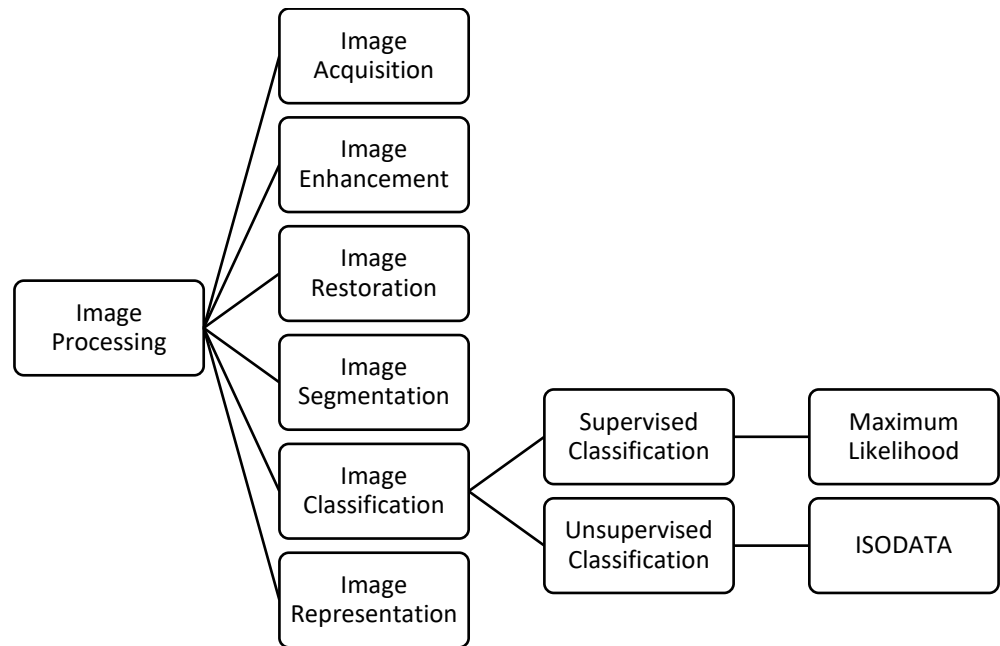 Image
Acquisition
Image
Enhancement
Image
Restoration
Image
Processing
Image
Segmentation
Supervised
Classification
Maximum
Likelihood
Image
Classification
Unsupervised
Classification
ISODATA
Image
Representation